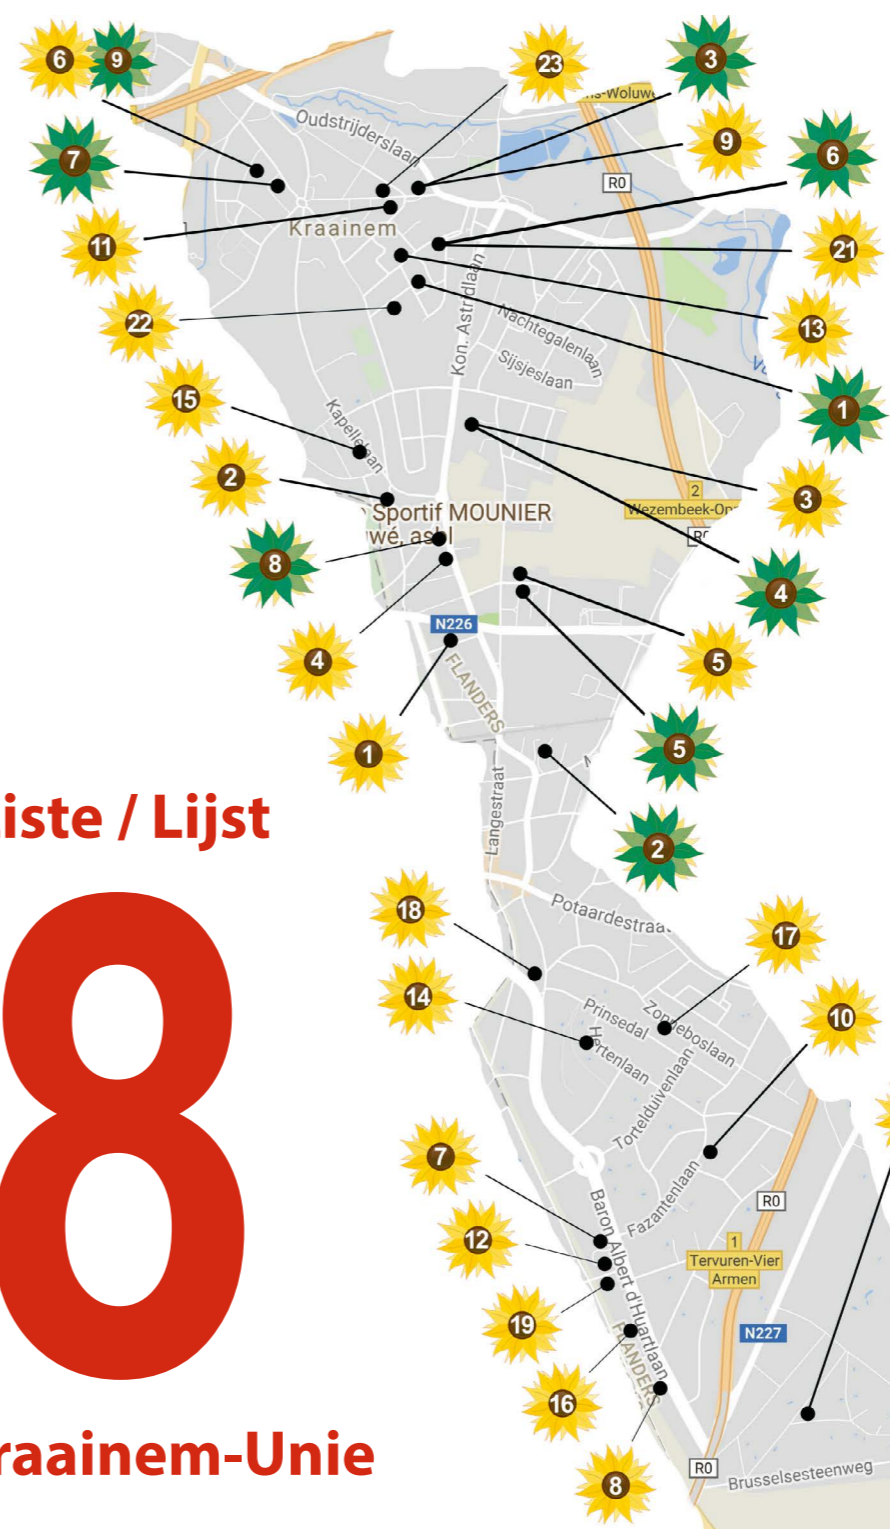 6
9
23
3
ns-Woluwe
9
Oudstrijderslaan
7
6
R0
Kraainem
11
21
Kon. Astridlaan
22
Nachtegalenlaan
13
Sijsjeslaan
15
1
Kapellelaan
2
2
Wezembeek-Opp
3
Sportif MOUNIER
wé, asbl
R0
8
4
N226
4
5
FLANDERS
1
5
Langestraat
2
iste / Lijst
8
18
Potaardestraat
17
14
Prinsedal
Zonneboslaan
10
Hertenlaan
Tortelduivenlaan
7
Fazantenlaan
R0
Baron Albert d'Huartlaan
12
1
Tervuren-Vier
Armen
19
FLANDERS
N227
16
raainem-Unie
8
R0
Brusselsesteenweg